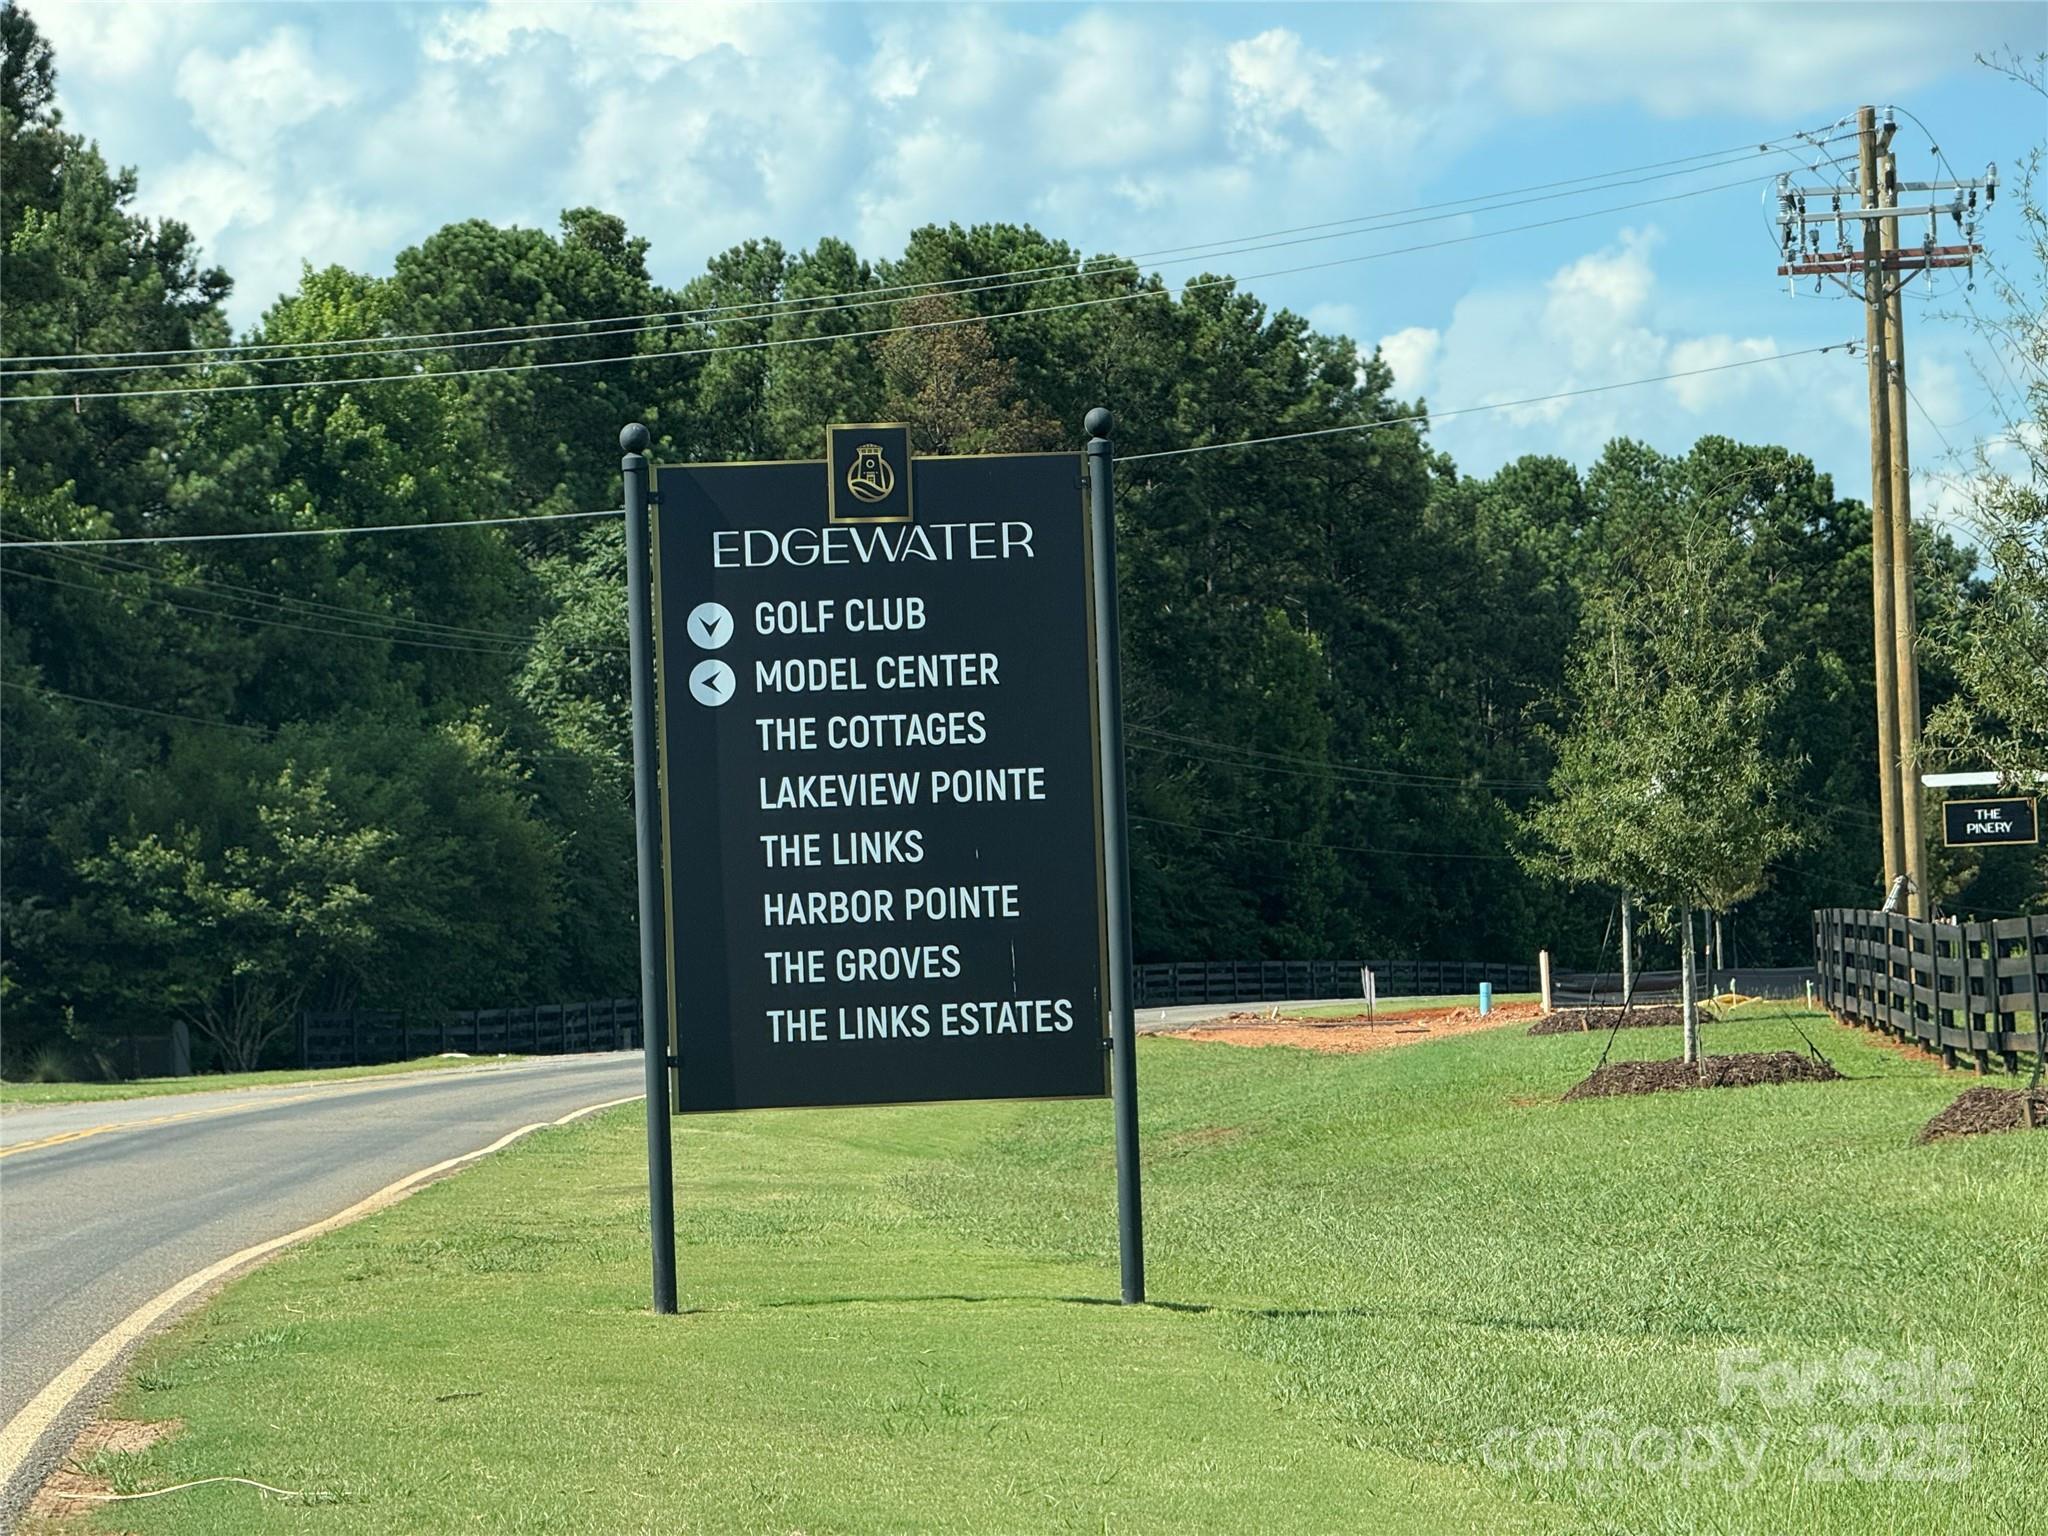 EDGEWATER
GOLF CLUB
MODEL CENTER
THE COTTAGES
LAKEVIEW POINTE
THE LINKS
HARBOR POINTE
THE GROVES
THE LINKS ESTATES
THE
PINERY
For Sale
canopy 2025
MLS